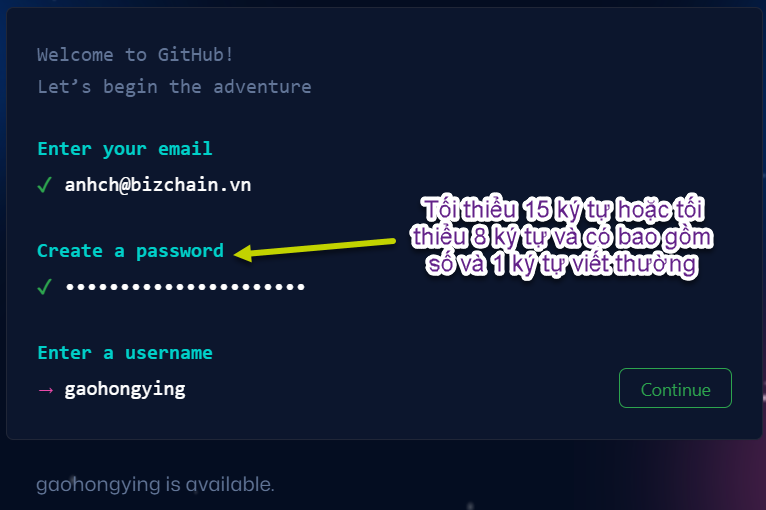 Welcome to GitHub!
Let’s begin the adventure
Enter your email
✓ anhch@bizchain.vn
Tối thiểu 15 ký tự hoặc tối
thiểu 8 ký tự và có bao gồm
số và 1 ký tự viết thường
Create a password
✓ ••••••••••••••••••••••
Enter a username
→ gaohongying
Continue
gaohongying is available.